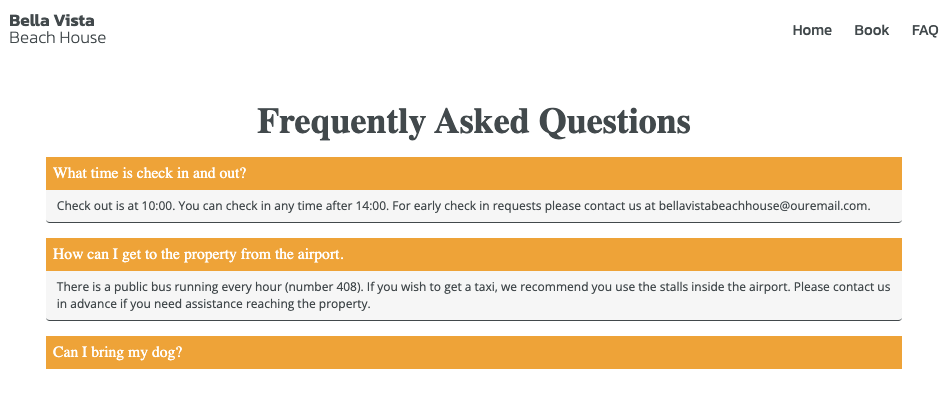 Bella Vista
Beach House
Home Book FAQ
Frequently Asked Questions
What time is check in and out?
Check out is at 10:00. You can check in any time after 14:00. For early check in requests please contact us at bellavistabeachhouse@ouremail.com.
How can I get to the property from the airport.
There is a public bus running every hour (number 408). If you wish to get a taxi, we recommend you use the stalls inside the airport. Please contact us
in advance if you need assistance reaching the property.
Can I bring my dog?